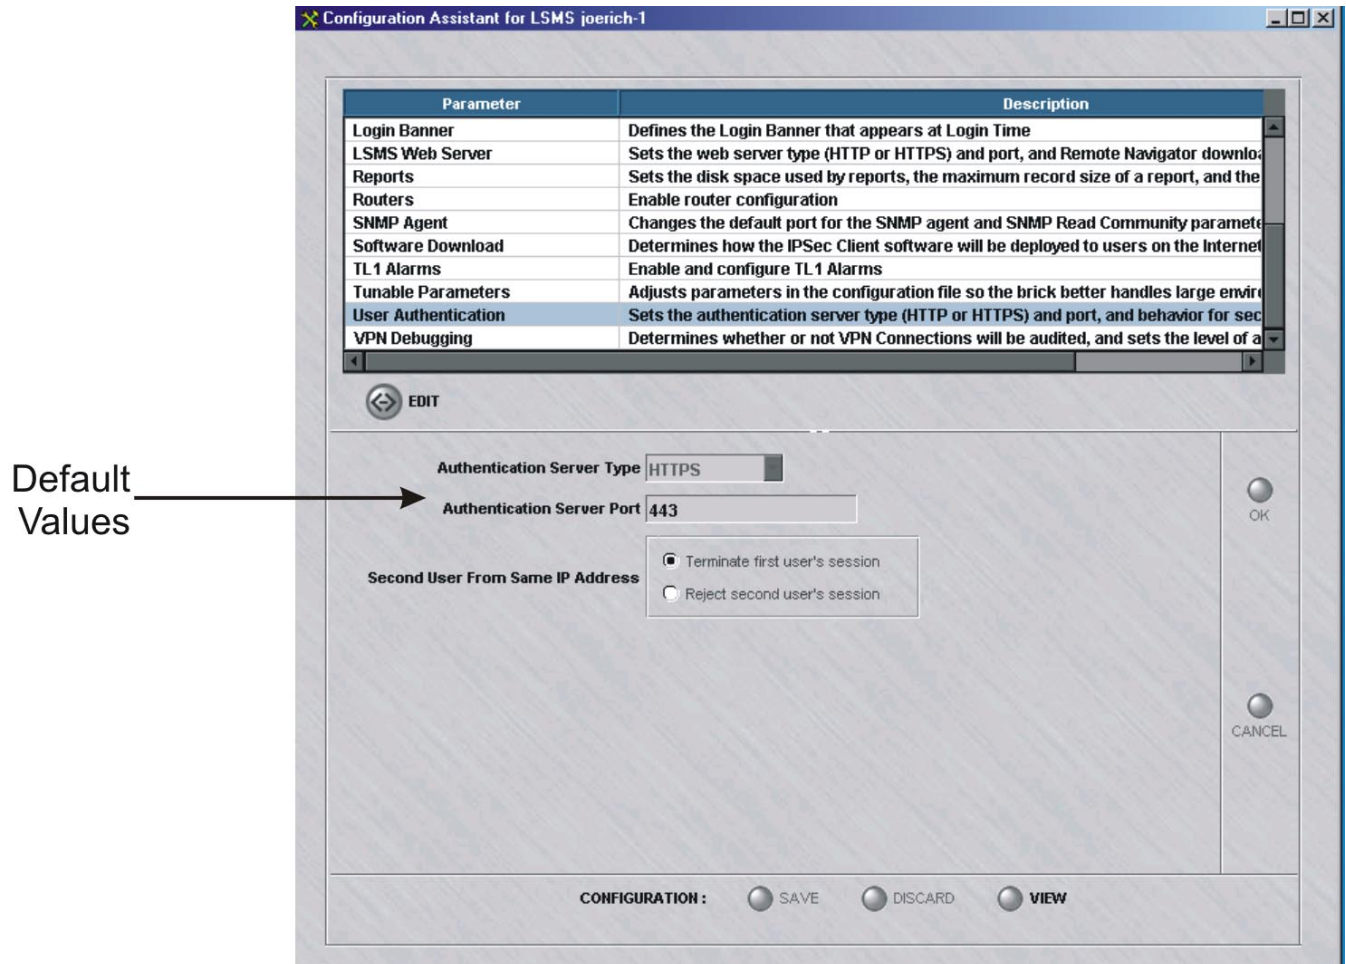 Configuration Assistant for LSMS joerich-1
Parameter Description
Login Banner Defines the Login Banner that appears at Login Time
LSMS Web Server Sets the web server type (HTTP or HTTPS) and port, and Remote Navigator downloa
Reports Sets the disk space used by reports, the maximum record size of a report, and the
Routers Enable router configuration
SNMP Agent Changes the default port for the SNMP agent and SNMP Read Community paramete
Software Download Determines how the IPSec Client software will be deployed to users on the Internet
TL1 Alarms Enable and configure TL1 Alarms
Tunable Parameters Adjusts parameters in the configuration file so the brick better handles large enviro
User Authentication Sets the authentication server type (HTTP or HTTPS) and port, and behavior for sec
VPN Debugging Determines whether or not VPN Connections will be audited, and sets the level of a
EDIT
Default
Values
Authentication Server Type HTTPS
Authentication Server Port 443
Second User From Same IP Address
Terminate first user's session
Reject second user's session
OK
CANCEL
CONFIGURATION : SAVE DISCARD VIEW